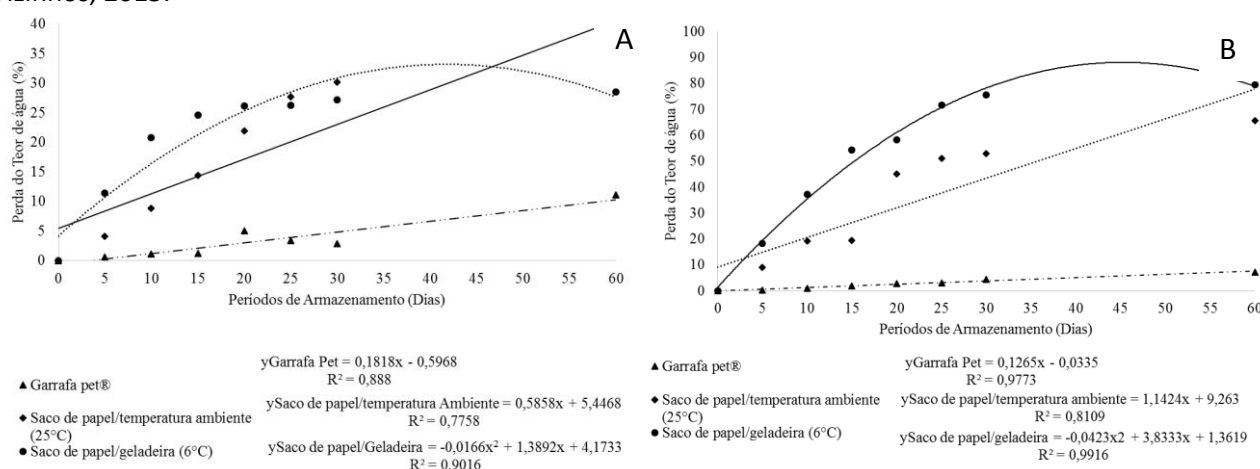 A
Perda do Teor de água (%)
40
35
30
25
20
15
10
5
0
0 5 10 15 20 25 30 35 40 45 50 55 60
Períodos de Armazenamento (Dias)
yGarrafa Pet = 0,1818x - 0,5968
R² = 0,888
▲ Garrafa pet®
◆ Saco de papel/temperatura ambiente
(25°C)
● Saco de papel/geladeira (6°C)
ySaco de papel/temperatura Ambiente = 0,5858x + 5,4468
R² = 0,7758
ySaco de papel/Geladeira = -0,0166x² + 1,3892x + 4,1733
R² = 0,9016
B
Perda do Teor de água (%)
100
90
80
70
60
50
40
30
20
10
0
0 5 10 15 20 25 30 35 40 45 50 55 60
Períodos de Armazenamento (Dias)
yGarrafa Pet = 0,1265x - 0,0335
R² = 0,9773
▲ Garrafa pet®
◆ Saco de papel/temperatura ambiente
(25°C)
● Saco de papel/geladeira (6°C)
ySaco de papel/temperatura ambiente = 1,1424x + 9,263
R² = 0,8109
ySaco de papel/geladeira = -0,0423x2 + 3,8333x + 1,3619
R² = 0,9916